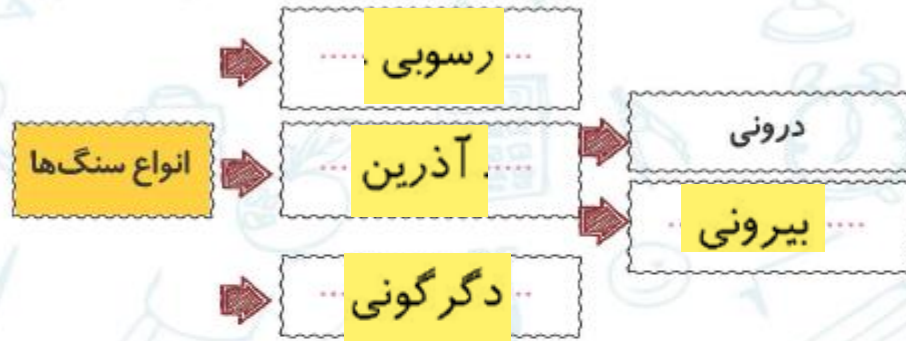 رسوبی
انواع سنگ‌ها
آذرین
درونی
بیرونی
دگرگونی